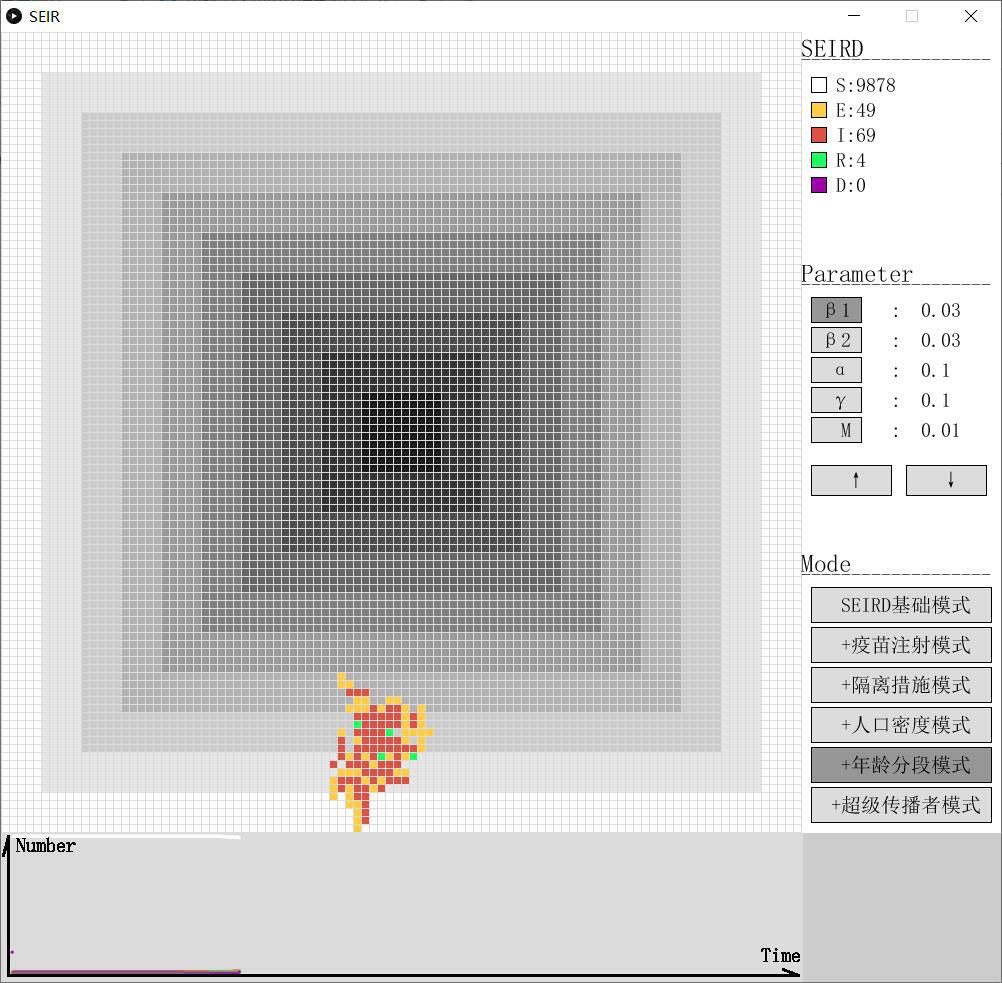 SEIR
SEIRD
S:9878
E:49
I:69
R:4
D:0
Parameter
β1 : 0.03
β2 : 0.03
α : 0.1
γ : 0.1
M : 0.01
↑ ↓
Mode
SEIRD基础模式
+疫苗注射模式
+隔离措施模式
+人口密度模式
+年龄分段模式
+超级传播者模式
Number
Time